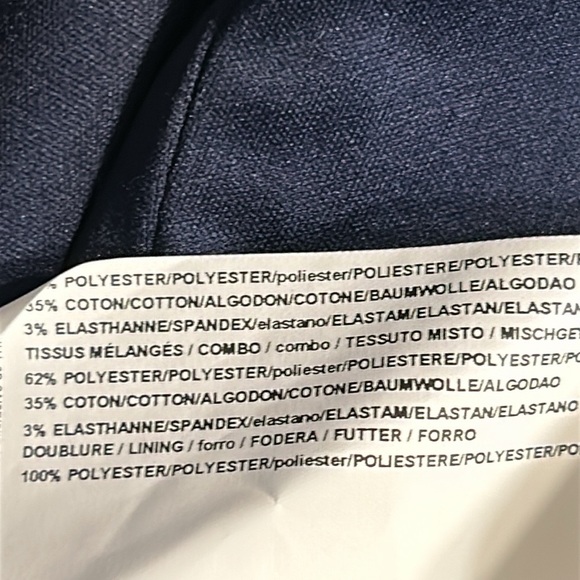 % POLYESTER/POLYESTER/poliester/POLIESTERE/POLYESTER/
35% COTON/COTTON/ALGODON/COTONE/BAUMWOLLE/ALGODAO
3% ELASTHANNE/SPANDEX/elastano/ELASTAM/ELASTAN/ELASTAN
TISSUS MÉLANGÉS / COMBO / combo / TESSUTO MISTO / MISCHGE
62% POLYESTER/POLYESTER/poliester/POLIESTERE/POLYESTER/PO
35% COTON/COTTON/ALGODON/COTONE/BAUMWOLLE/ALGODAO
3% ELASTHANNE/SPANDEX/elastano/ELASTAM/ELASTAN/ELASTANO
DOUBLURE / LINING / forro / FODERA / FUTTER / FORRO
100% POLYESTER/POLYESTER/poliester/POLIESTERE/POLYESTER/PO